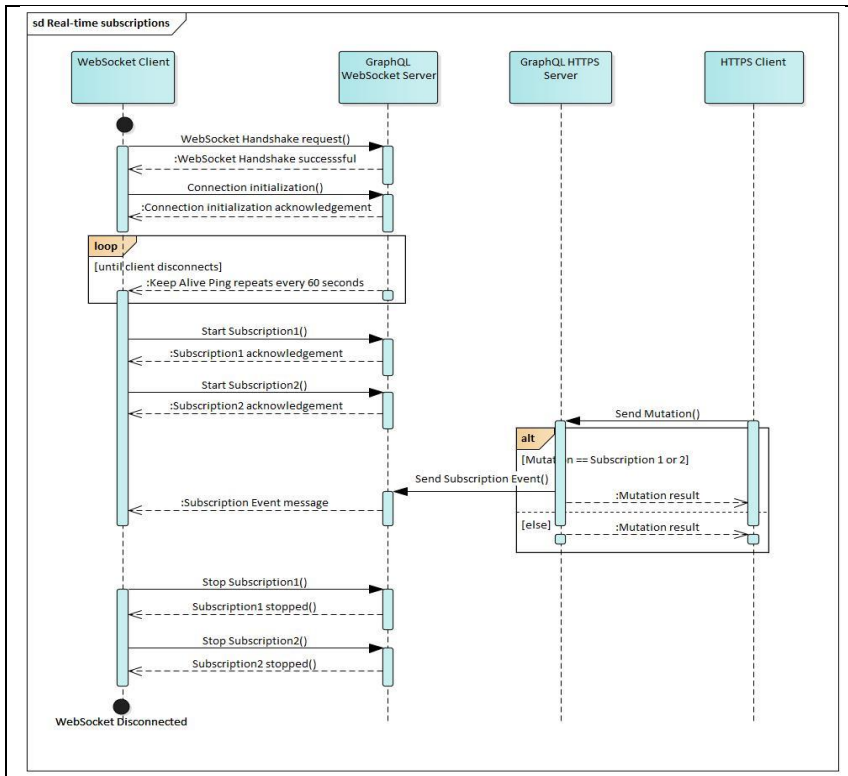 sd Real-time subscriptions
WebSocket Client
GraphQL
WebSocket Server
GraphQL HTTPS
Server
HTTPS Client
WebSocket Handshake request()
:WebSocket Handshake successsful
Connection initialization()
:Connection initialization acknowledgement
loop
[until client disconnects]
:Keep Alive Ping repeats every 60 seconds
Start Subscription1()
:Subscription1 acknowledgement
Start Subscription2()
:Subscription2 acknowledgement
Send Mutation()
alt
[Mutation == Subscription 1 or 2]
Send Subscription Event()
:Subscription Event message
:Mutation result
[else]
:Mutation result
Stop Subscription1()
Subscription1 stopped()
Stop Subscription2()
Subscription2 stopped()
WebSocket Disconnected